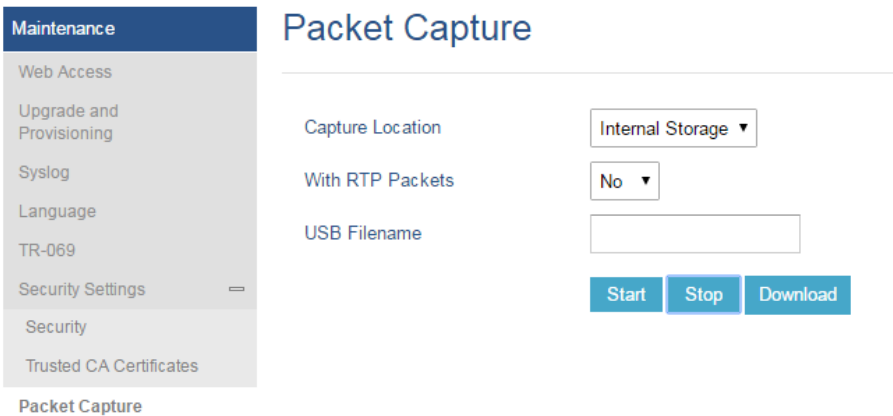 Maintenance
Web Access
Upgrade and
Provisioning
Syslog
Language
TR-069
Security Settings
Security
Trusted CA Certificates
Packet Capture
Packet Capture
Capture Location
Internal Storage
With RTP Packets
No
USB Filename
Start Stop Download